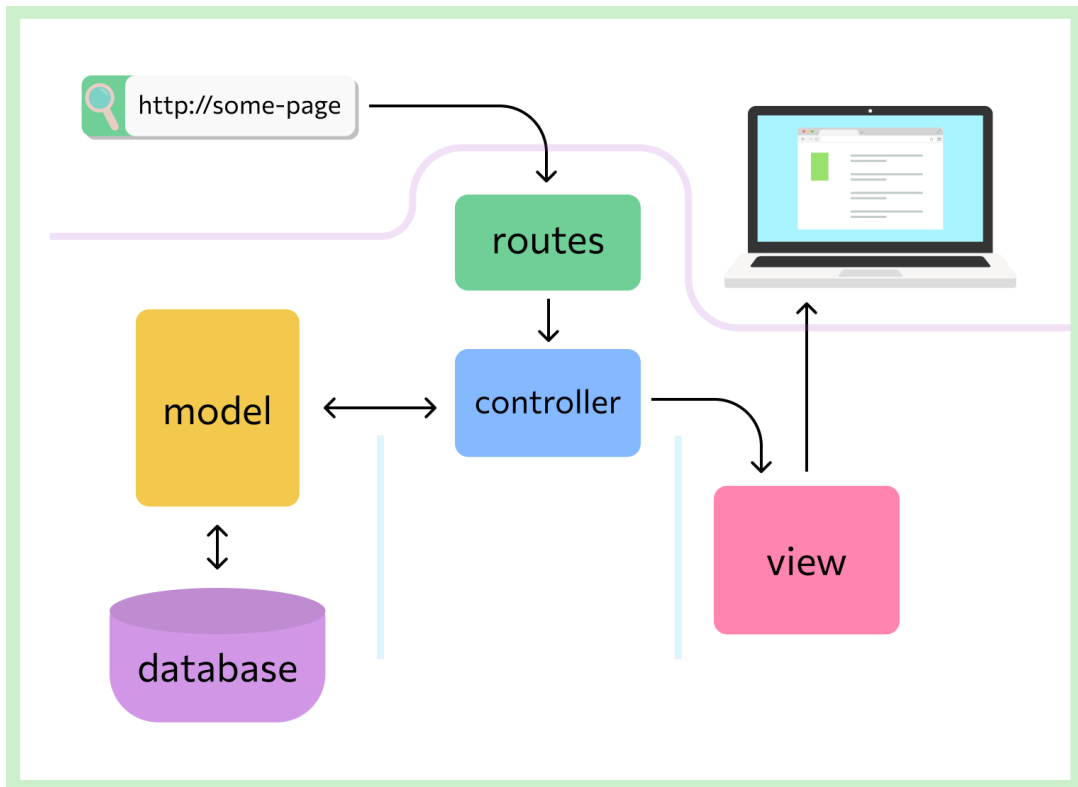 http://some-page
routes
controller
model
view
database